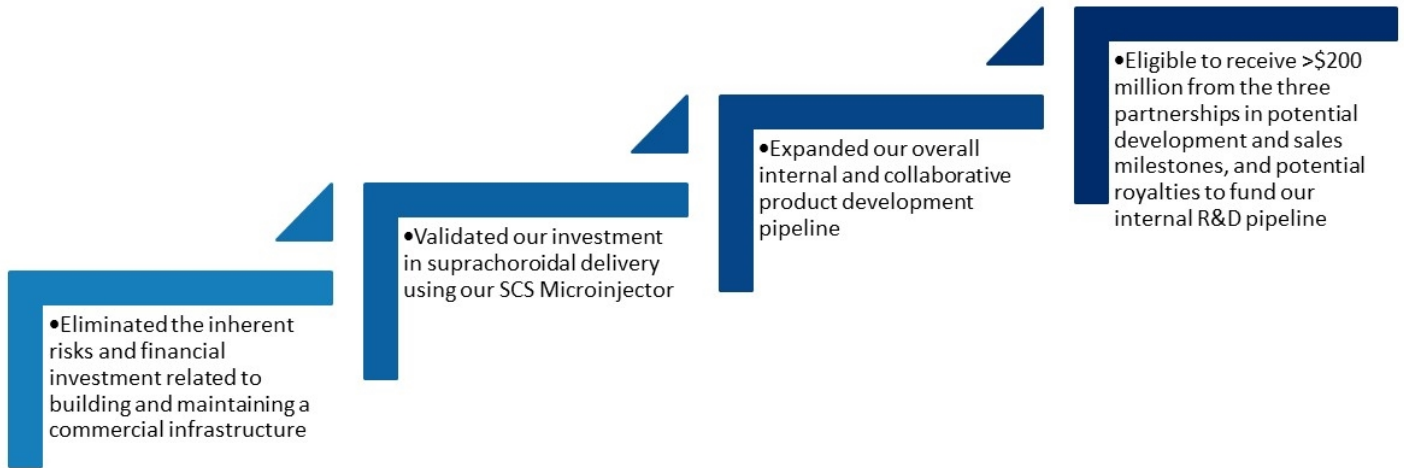 •Eliminated the inherent
risks and financial
investment related to
building and maintaining a
commercial infrastructure
•Validated our investment
in suprachoroidal delivery
using our SCS Microinjector
•Expanded our overall
internal and collaborative
product development
pipeline
•Eligible to receive >$200
million from the three
partnerships in potential
development and sales
milestones, and potential
royalties to fund our
internal R&D pipeline